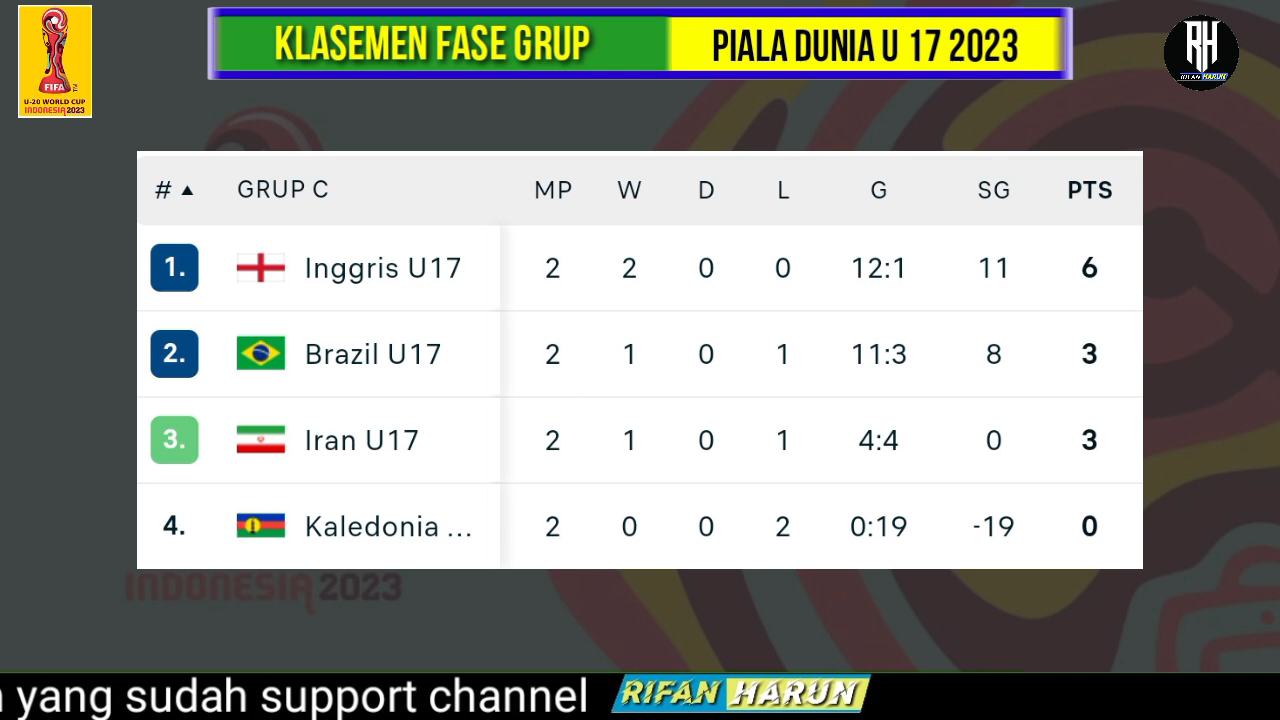 KLASEMEN FASE GRUP PIALA DUNIA U 17 2023
FIFA TM
U-20 WORLD CUP
INDONESIA 2023
RH
RIFAN HARUN
# ▲ GRUP C MP W D L G SG PTS
1. Inggris U17 2 2 0 0 12:1 11 6
2. Brazil U17 2 1 0 1 11:3 8 3
3. Iran U17 2 1 0 1 4:4 0 3
4. Kaledonia ... 2 0 0 2 0:19 -19 0
INDONESIA 2023
yang sudah support channel RIFAN HARUN